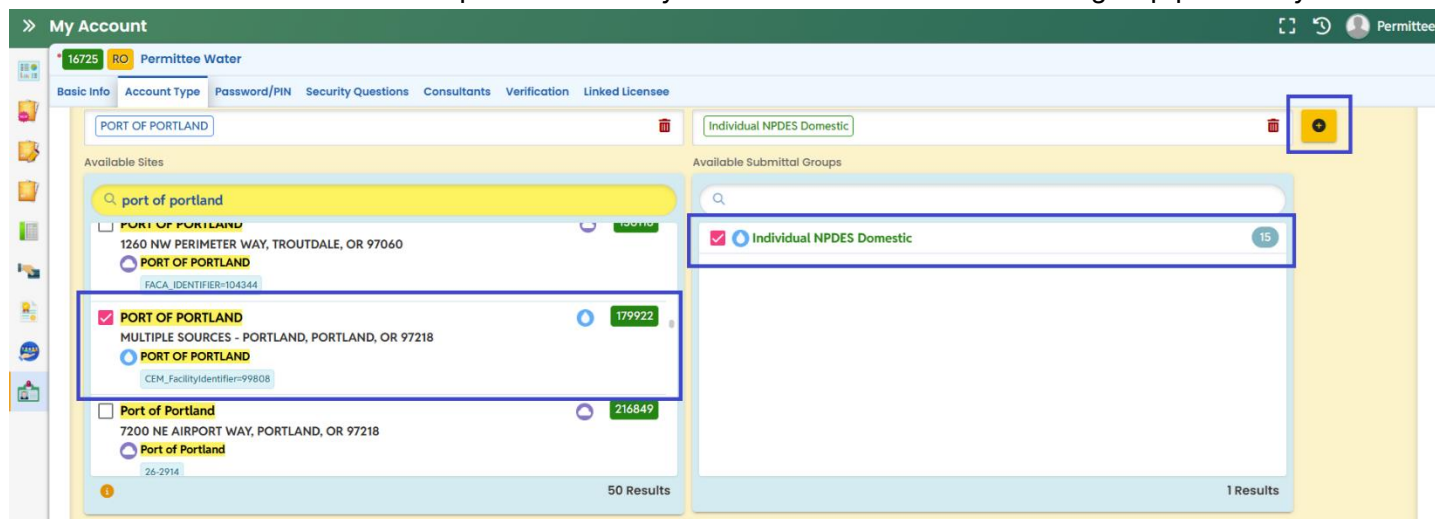 My Account
Permittee
* 16725 RO Permittee Water
Basic Info Account Type Password/PIN Security Questions Consultants Verification Linked Licensee
PORT OF PORTLAND Individual NPDES Domestic
Available Sites Available Submittal Groups
port of portland
PORT OF PORTLAND
1260 NW PERIMETER WAY, TROUTDALE, OR 97060
PORT OF PORTLAND
FACA_IDENTIFIER=104344
Individual NPDES Domestic 15
PORT OF PORTLAND 179922
MULTIPLE SOURCES - PORTLAND, PORTLAND, OR 97218
PORT OF PORTLAND
CEM_FacilityIdentifier=99808
Port of Portland 216849
7200 NE AIRPORT WAY, PORTLAND, OR 97218
Port of Portland
26-2914
50 Results 1 Results